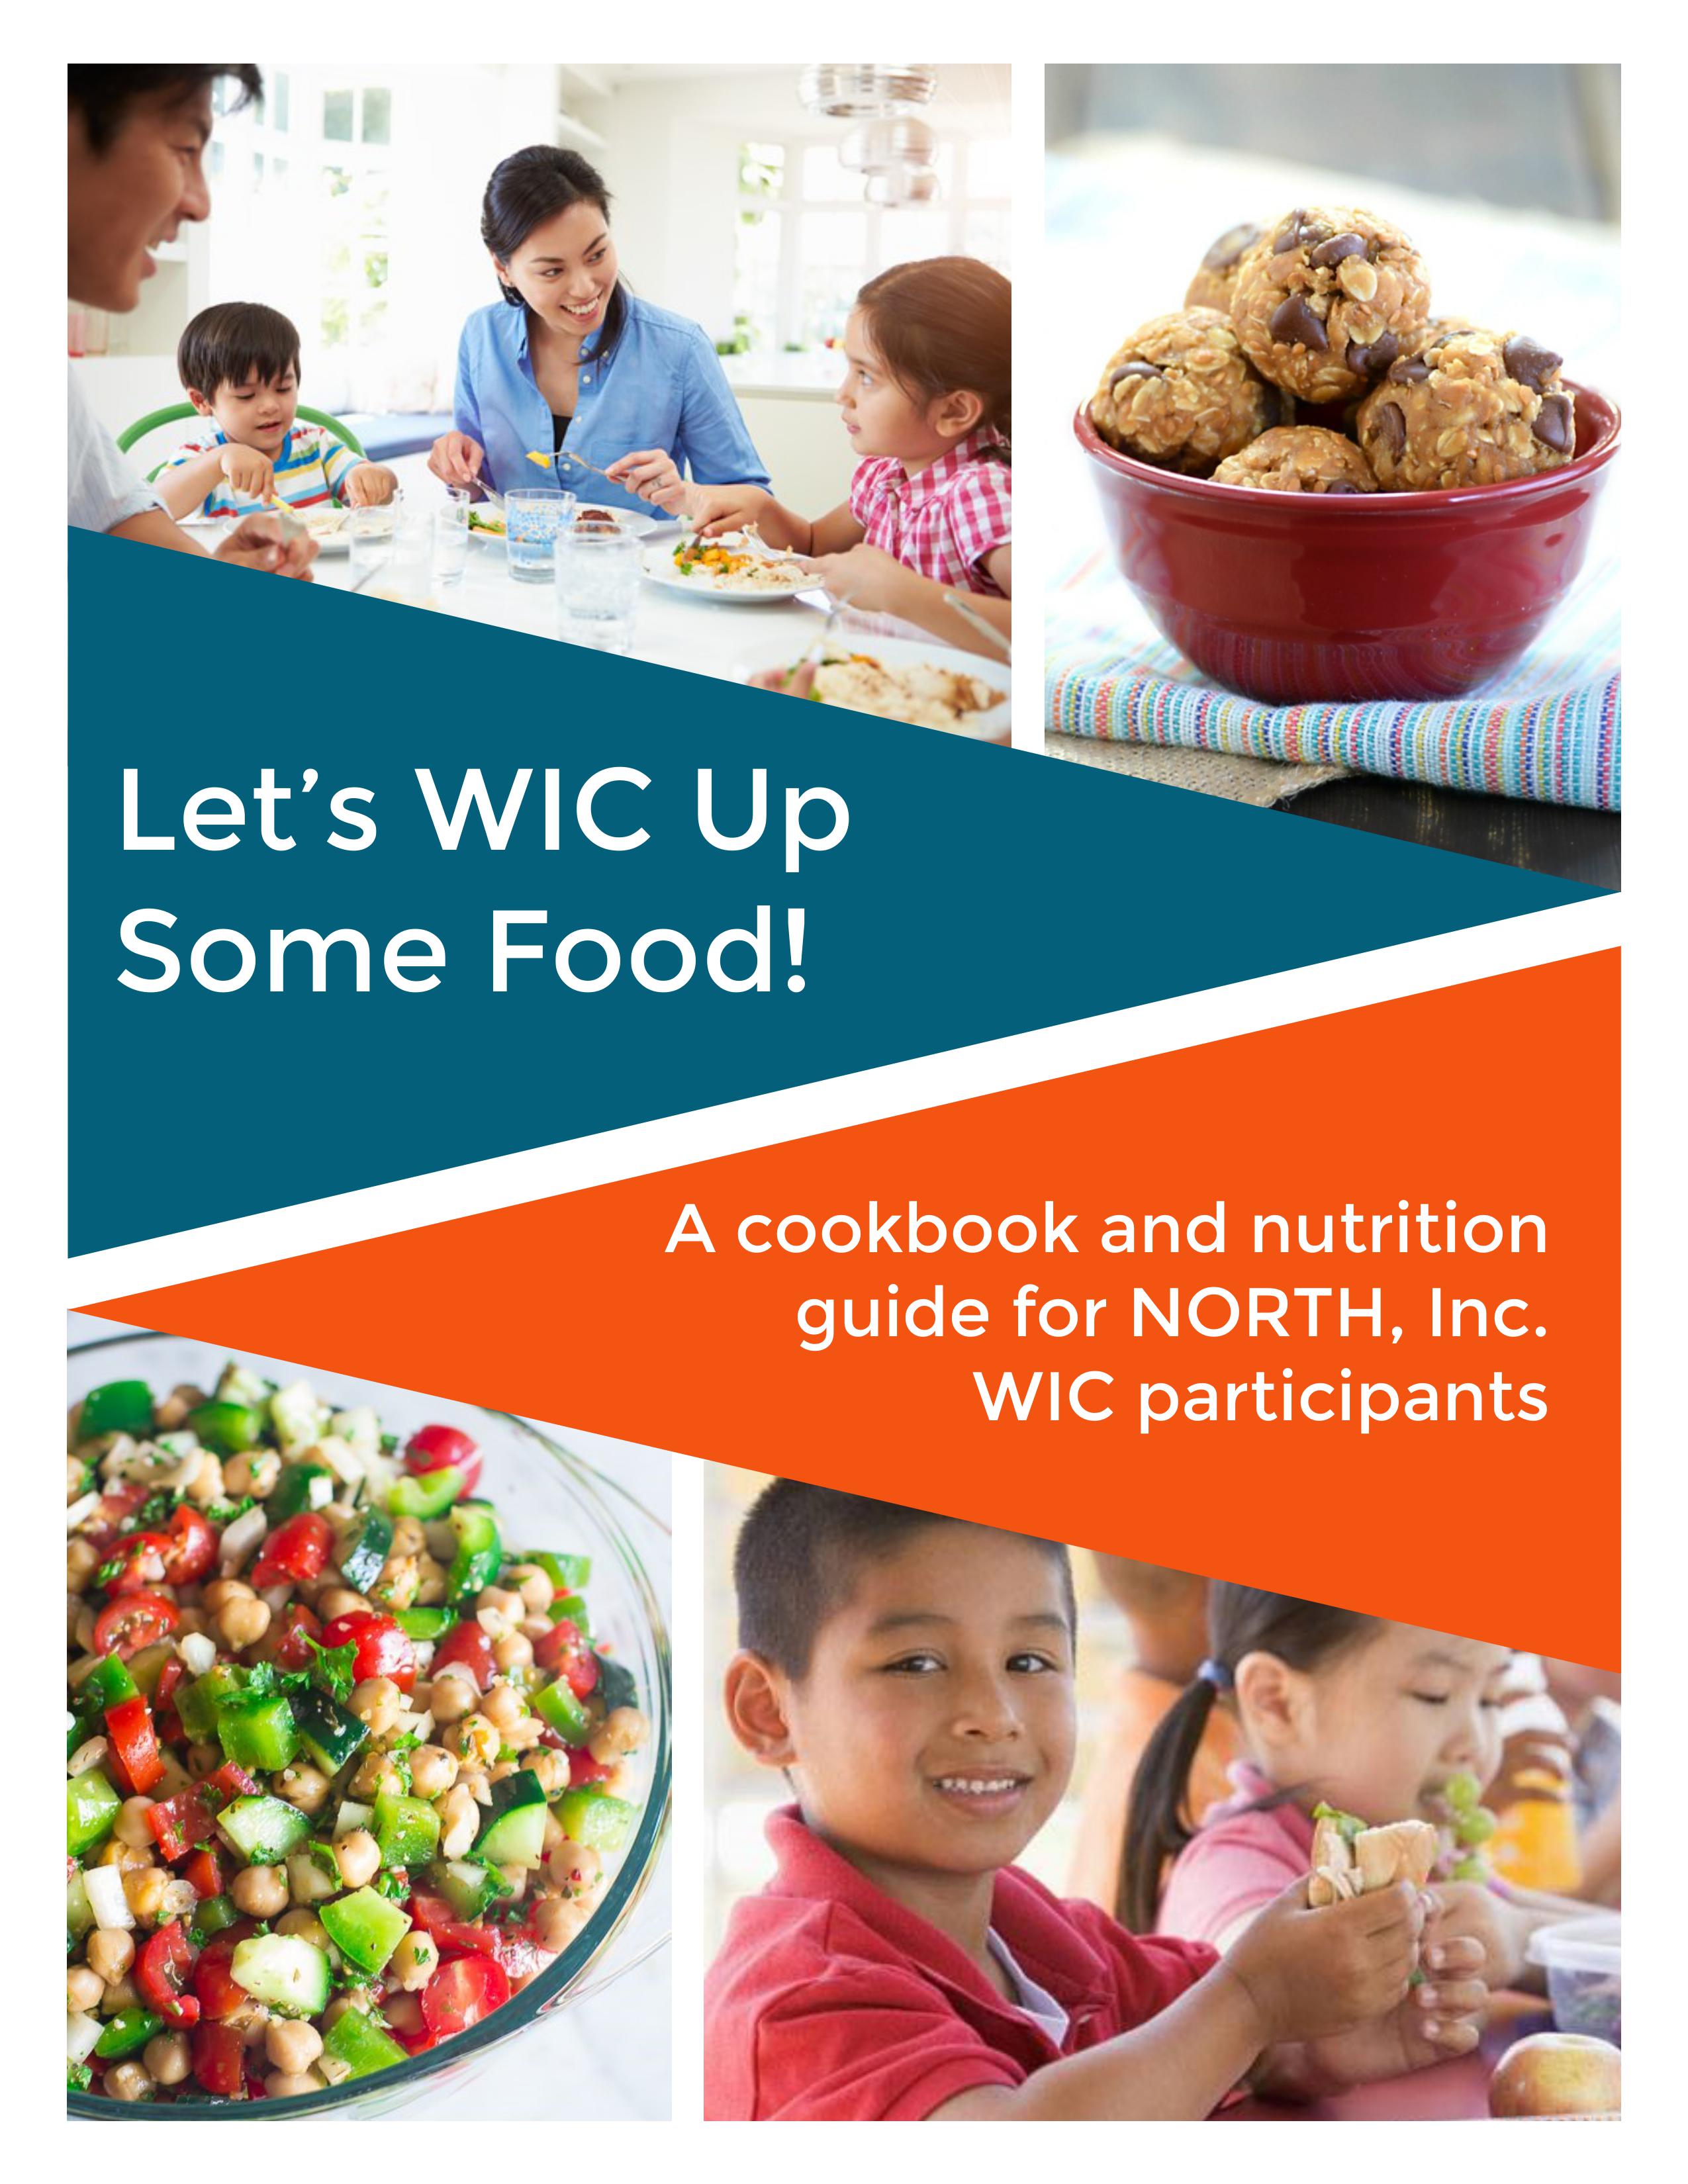 Let’s WIC Up
Some Food!
A cookbook and nutrition
guide for NORTH, Inc.
WIC participants